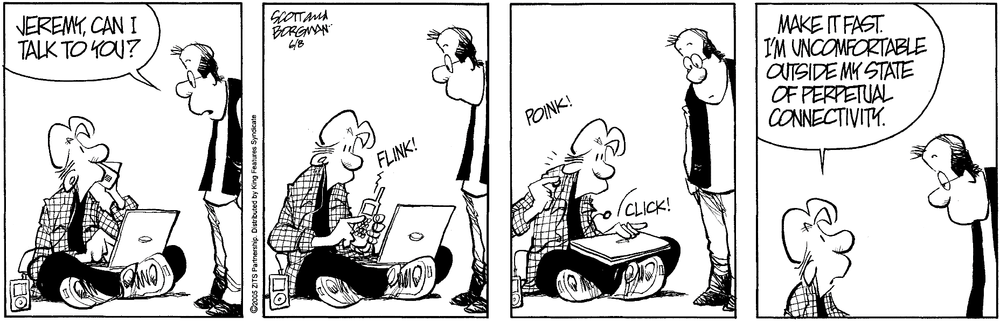 JEREMY, CAN I
TALK TO YOU?
©2005 ZITS Partnership. Distributed by King Features Syndicate
SCOTT and
BORGMAN
6/8
FLINK!
POINK!
CLICK!
MAKE IT FAST.
I'M UNCOMFORTABLE
OUTSIDE MY STATE
OF PERPETUAL
CONNECTIVITY.